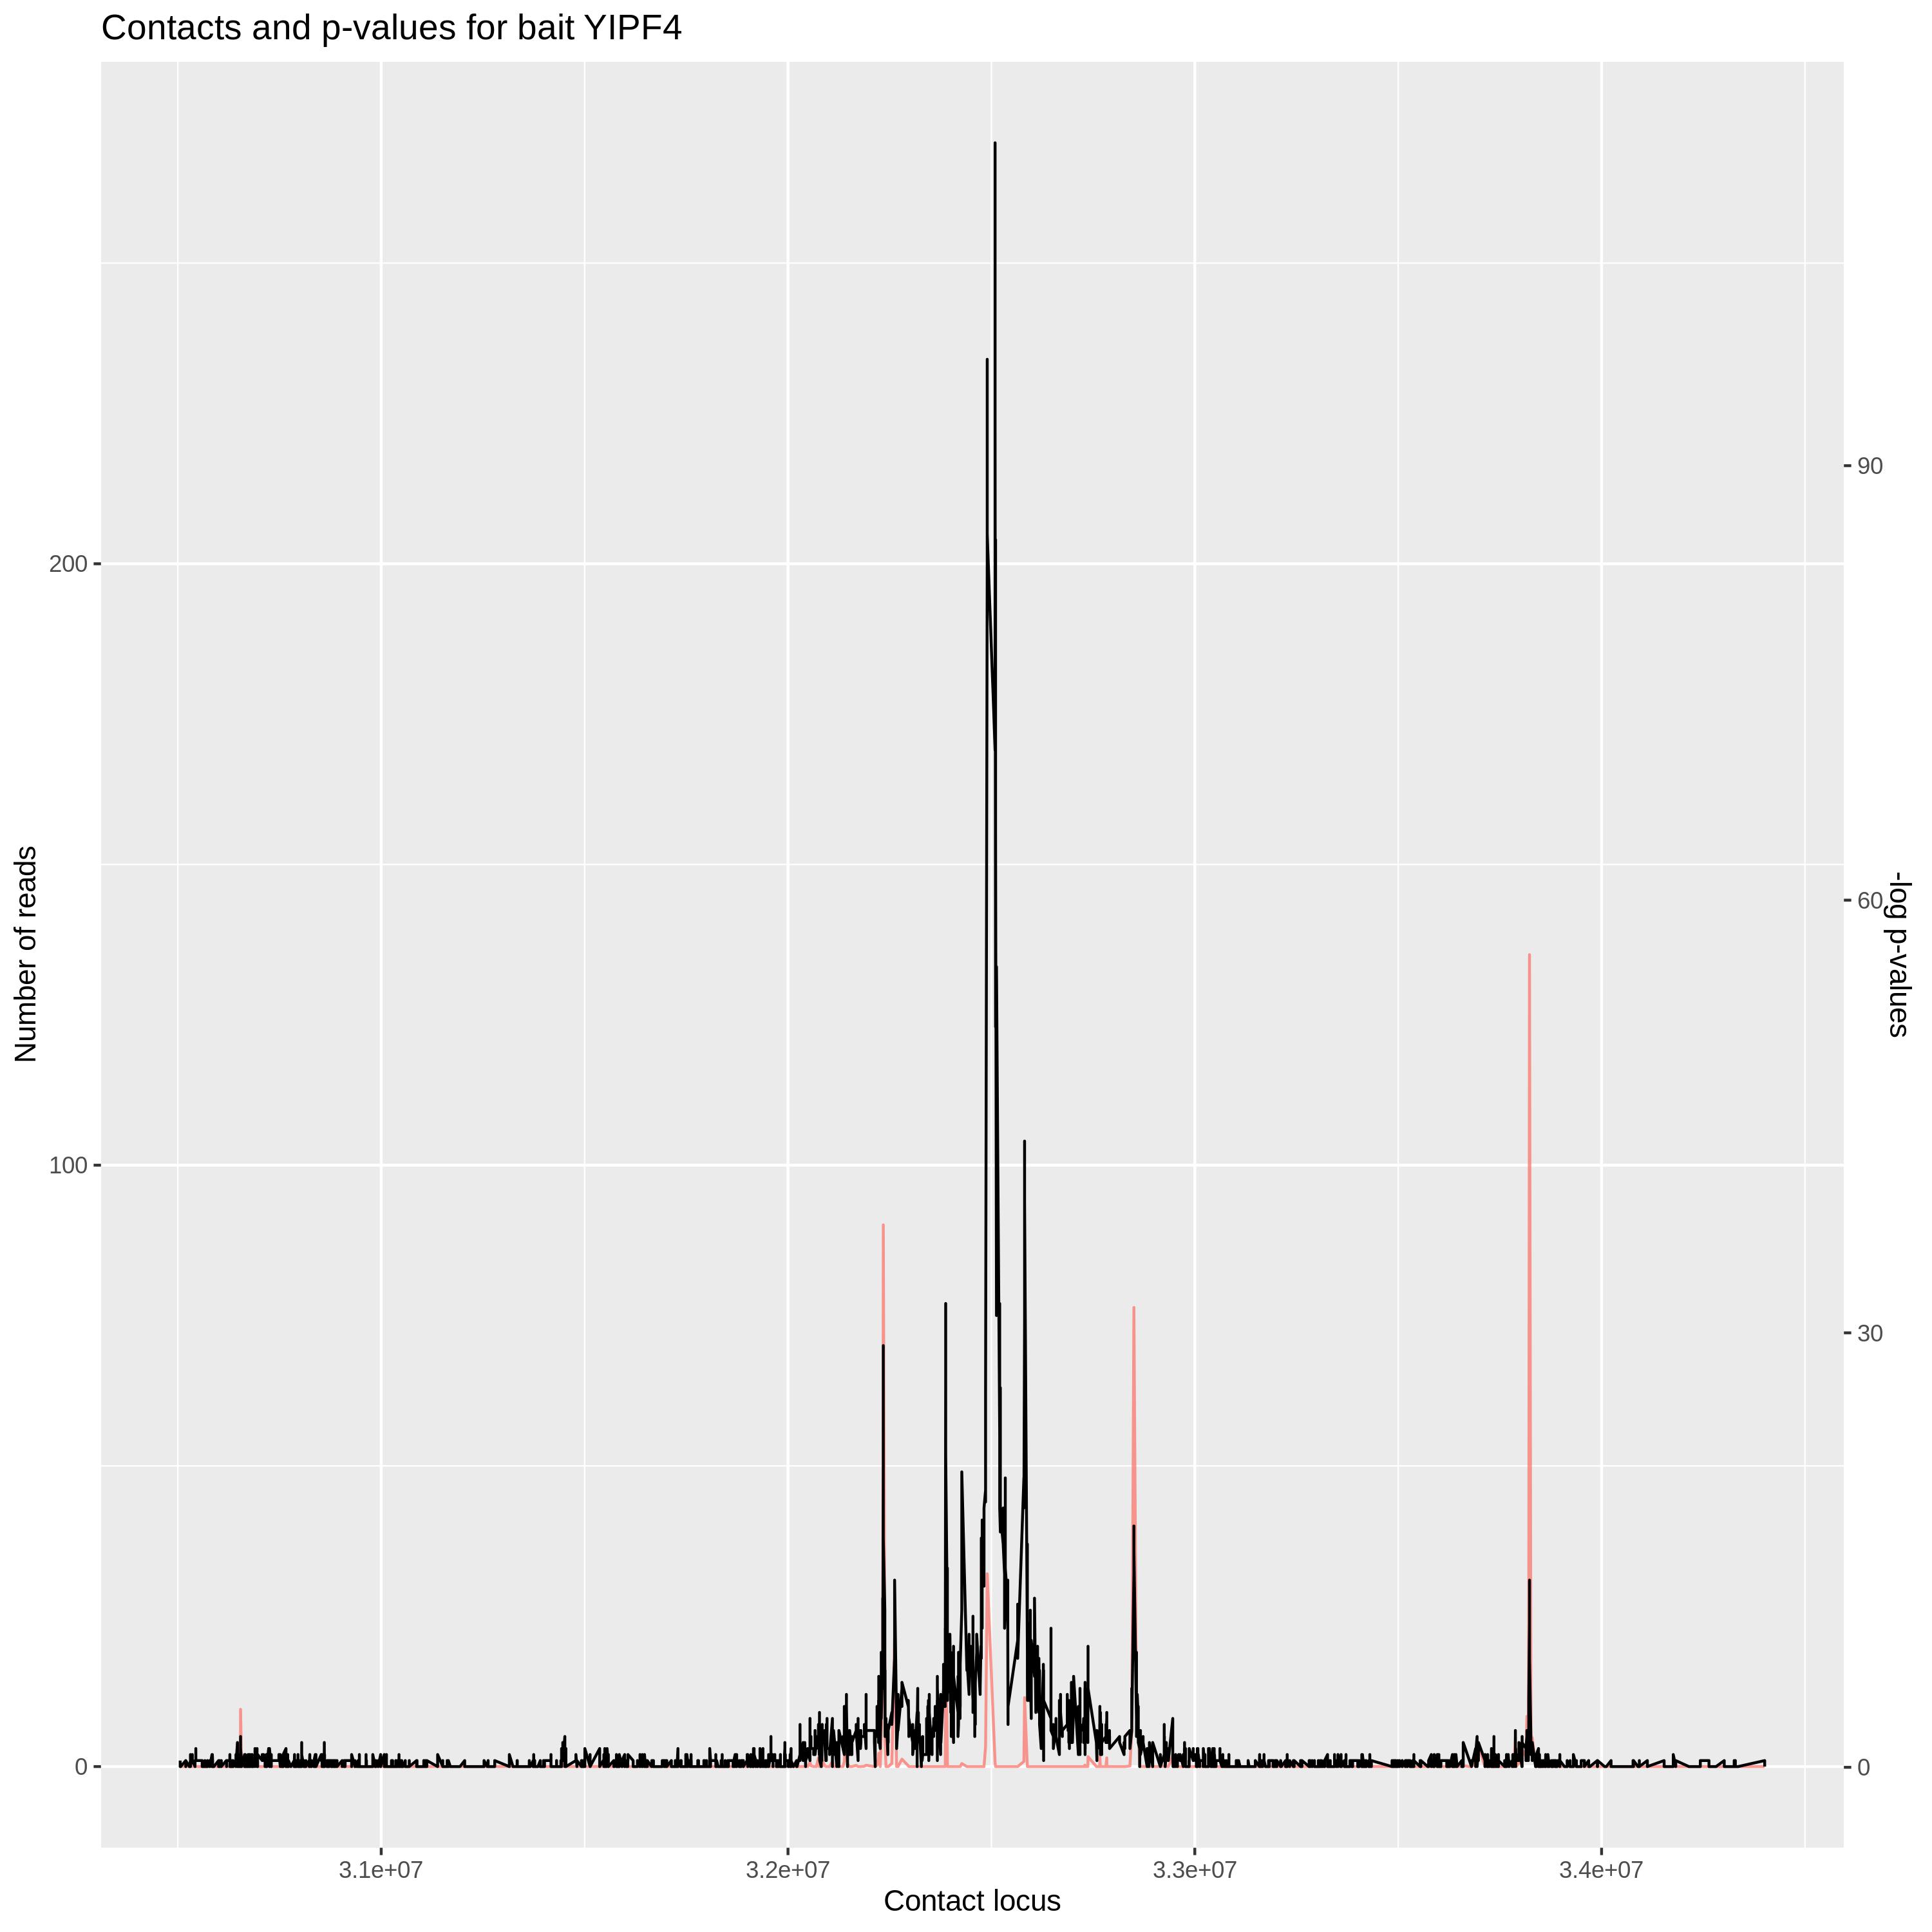 Contacts and p-values for bait YIPF4
Number of reads
200
100
0
90
60
30
0
-log p-values
3.1e+07
3.2e+07
3.3e+07
3.4e+07
Contact locus